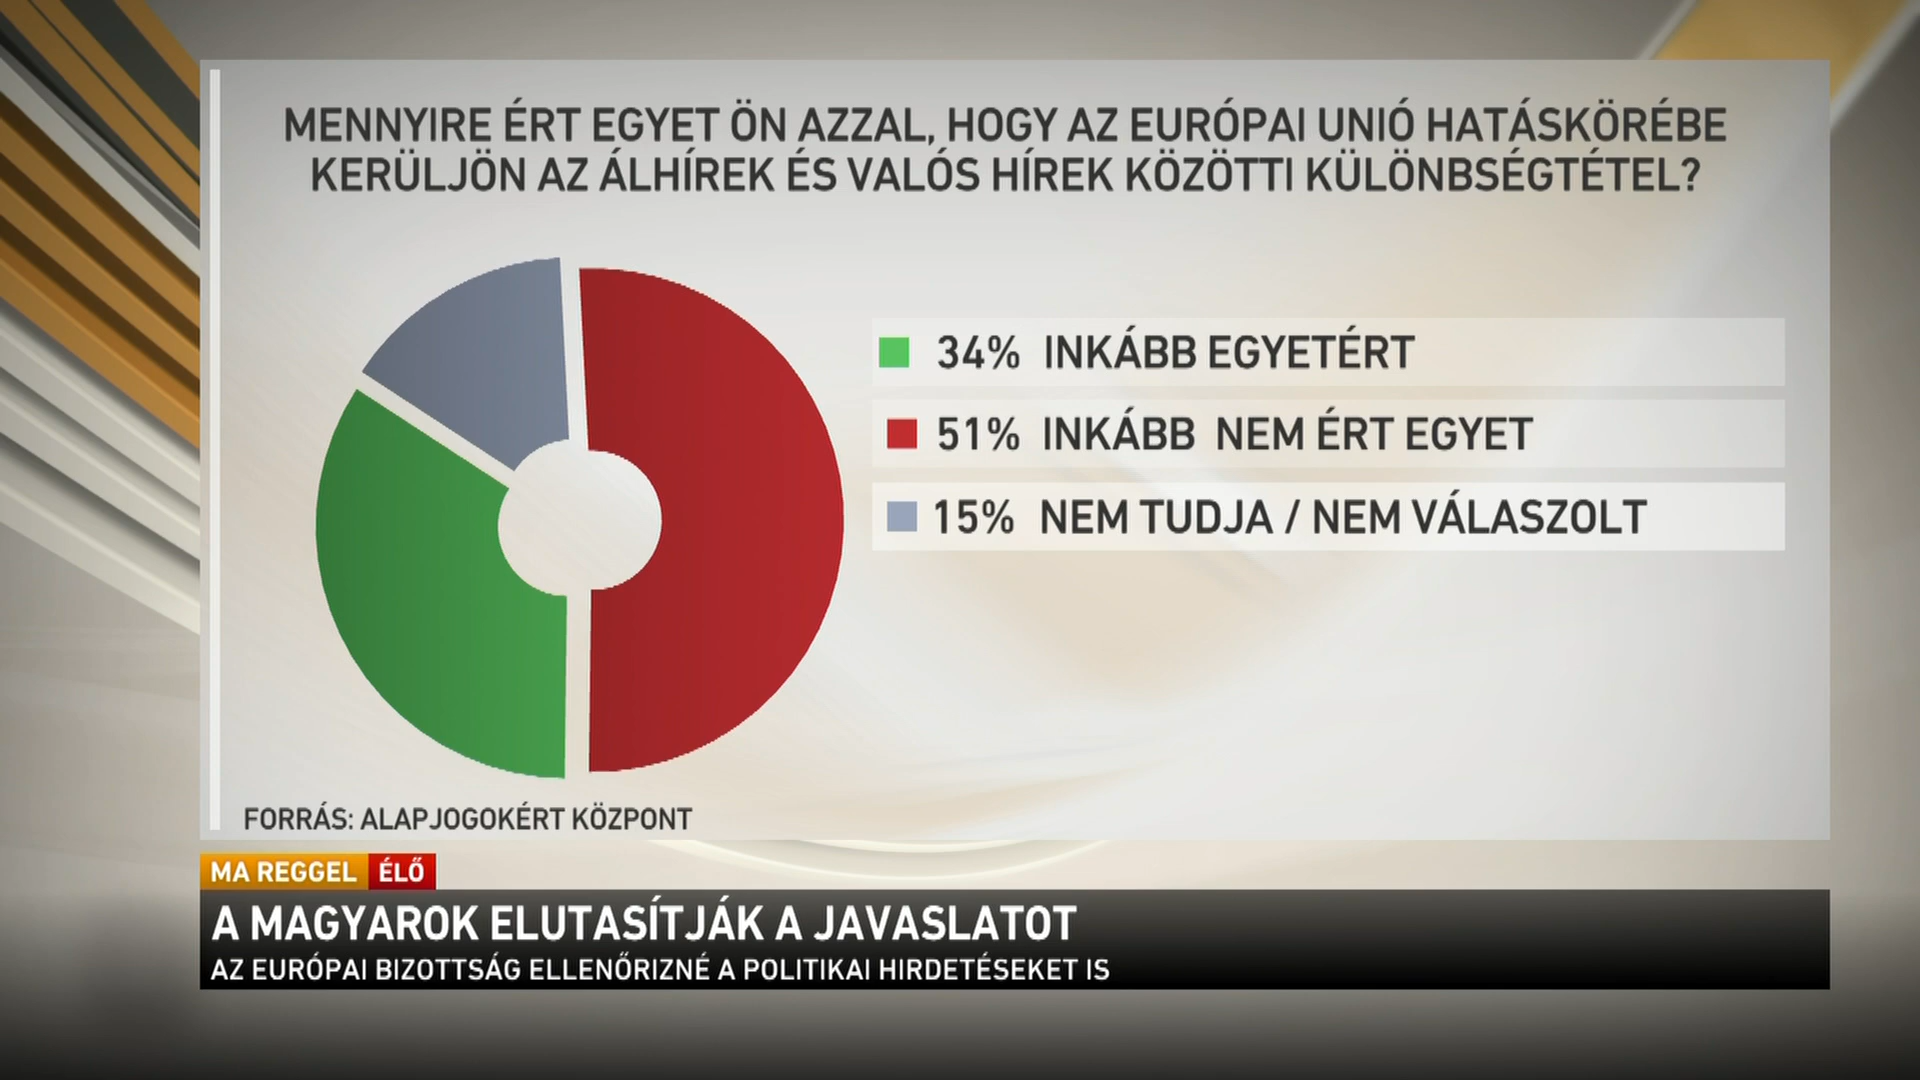 MENNYIRE ÉRT EGYET ÖN AZZAL, HOGY AZ EURÓPAI UNIÓ HATÁSKÖRÉBE
KERÜLJÖN AZ ÁLHÍREK ÉS VALÓS HÍREK KÖZÖTTI KÜLÖNBSÉGTÉTEL?
34% INKÁBB EGYETÉRT
51% INKÁBB NEM ÉRT EGYET
15% NEM TUDJA / NEM VÁLASZOLT
FORRÁS: ALAPJOGOKÉRT KÖZPONT
MA REGGEL ÉLŐ
A MAGYAROK ELUTASÍTJÁK A JAVASLATOT
AZ EURÓPAI BIZOTTSÁG ELLENŐRIZNÉ A POLITIKAI HIRDETÉSEKET IS